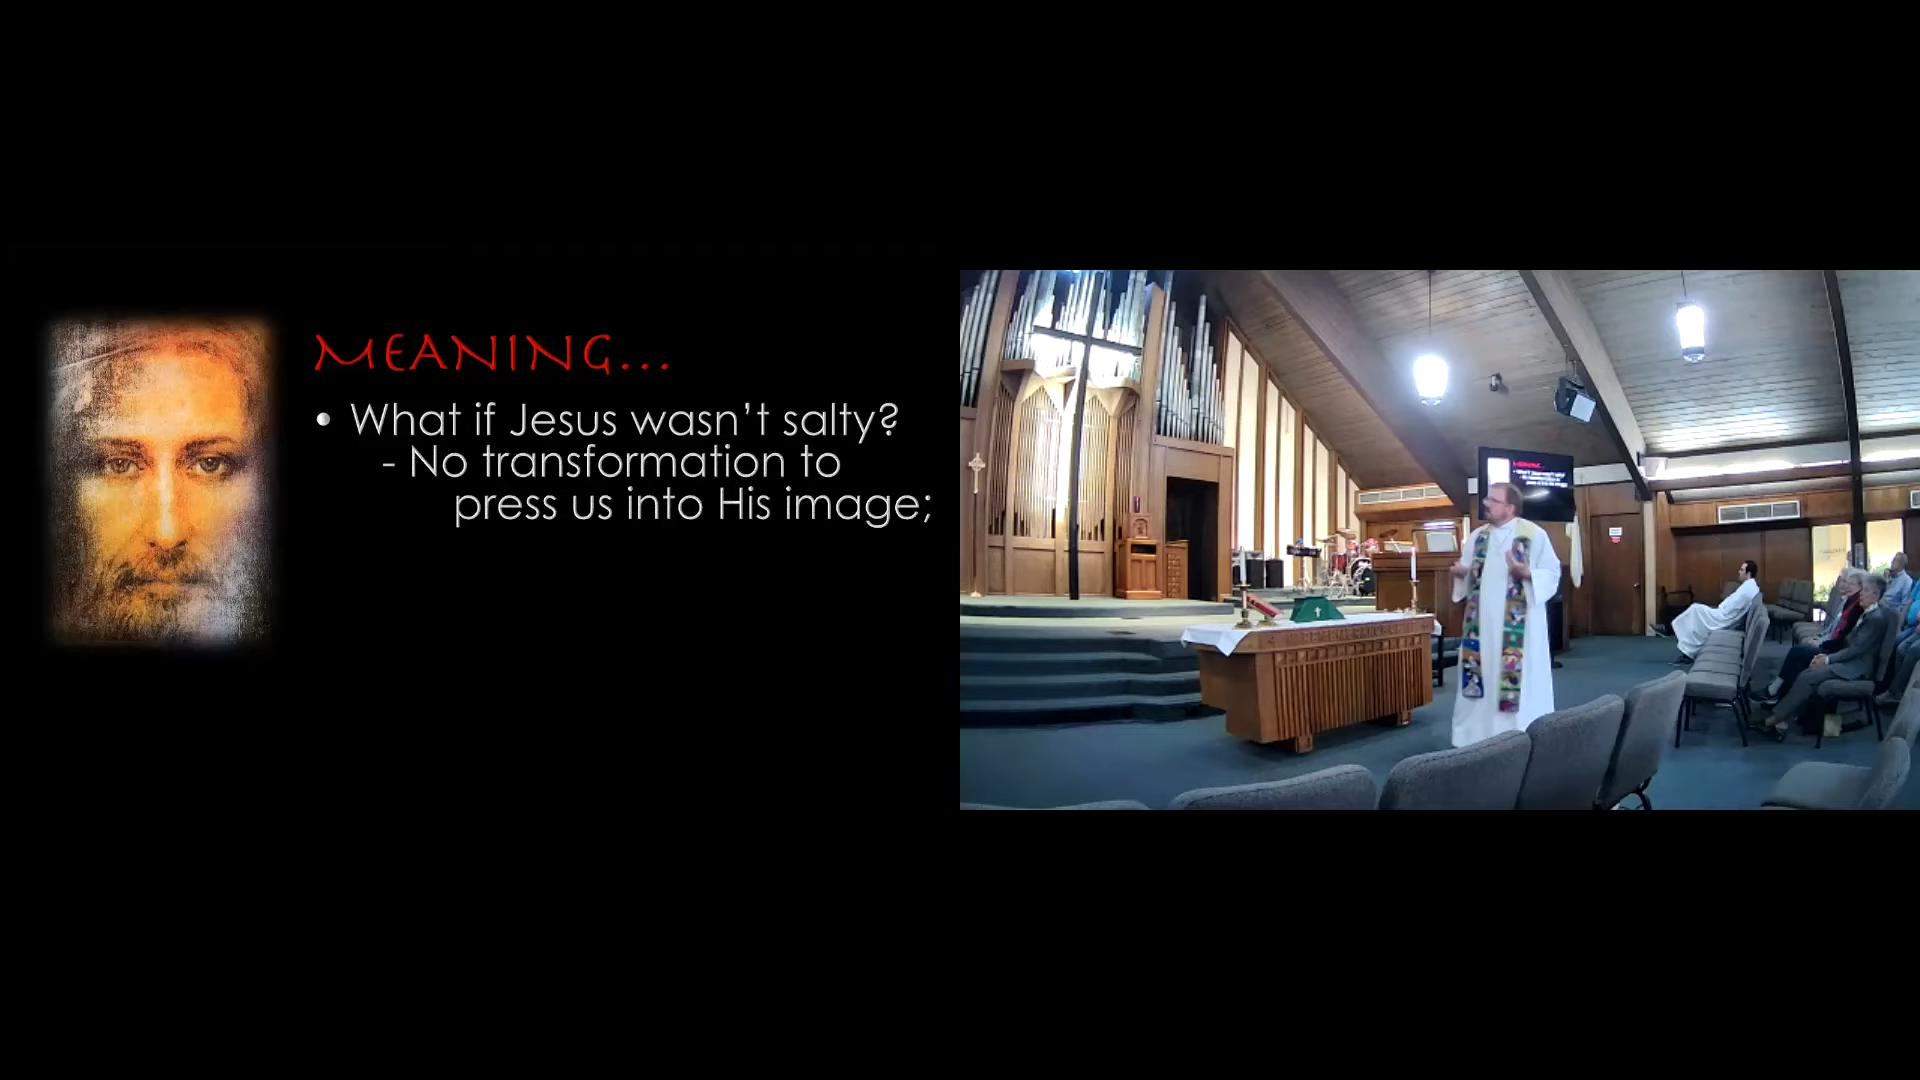 MEANING...
• What if Jesus wasn't salty?
- No transformation to
press us into His image;